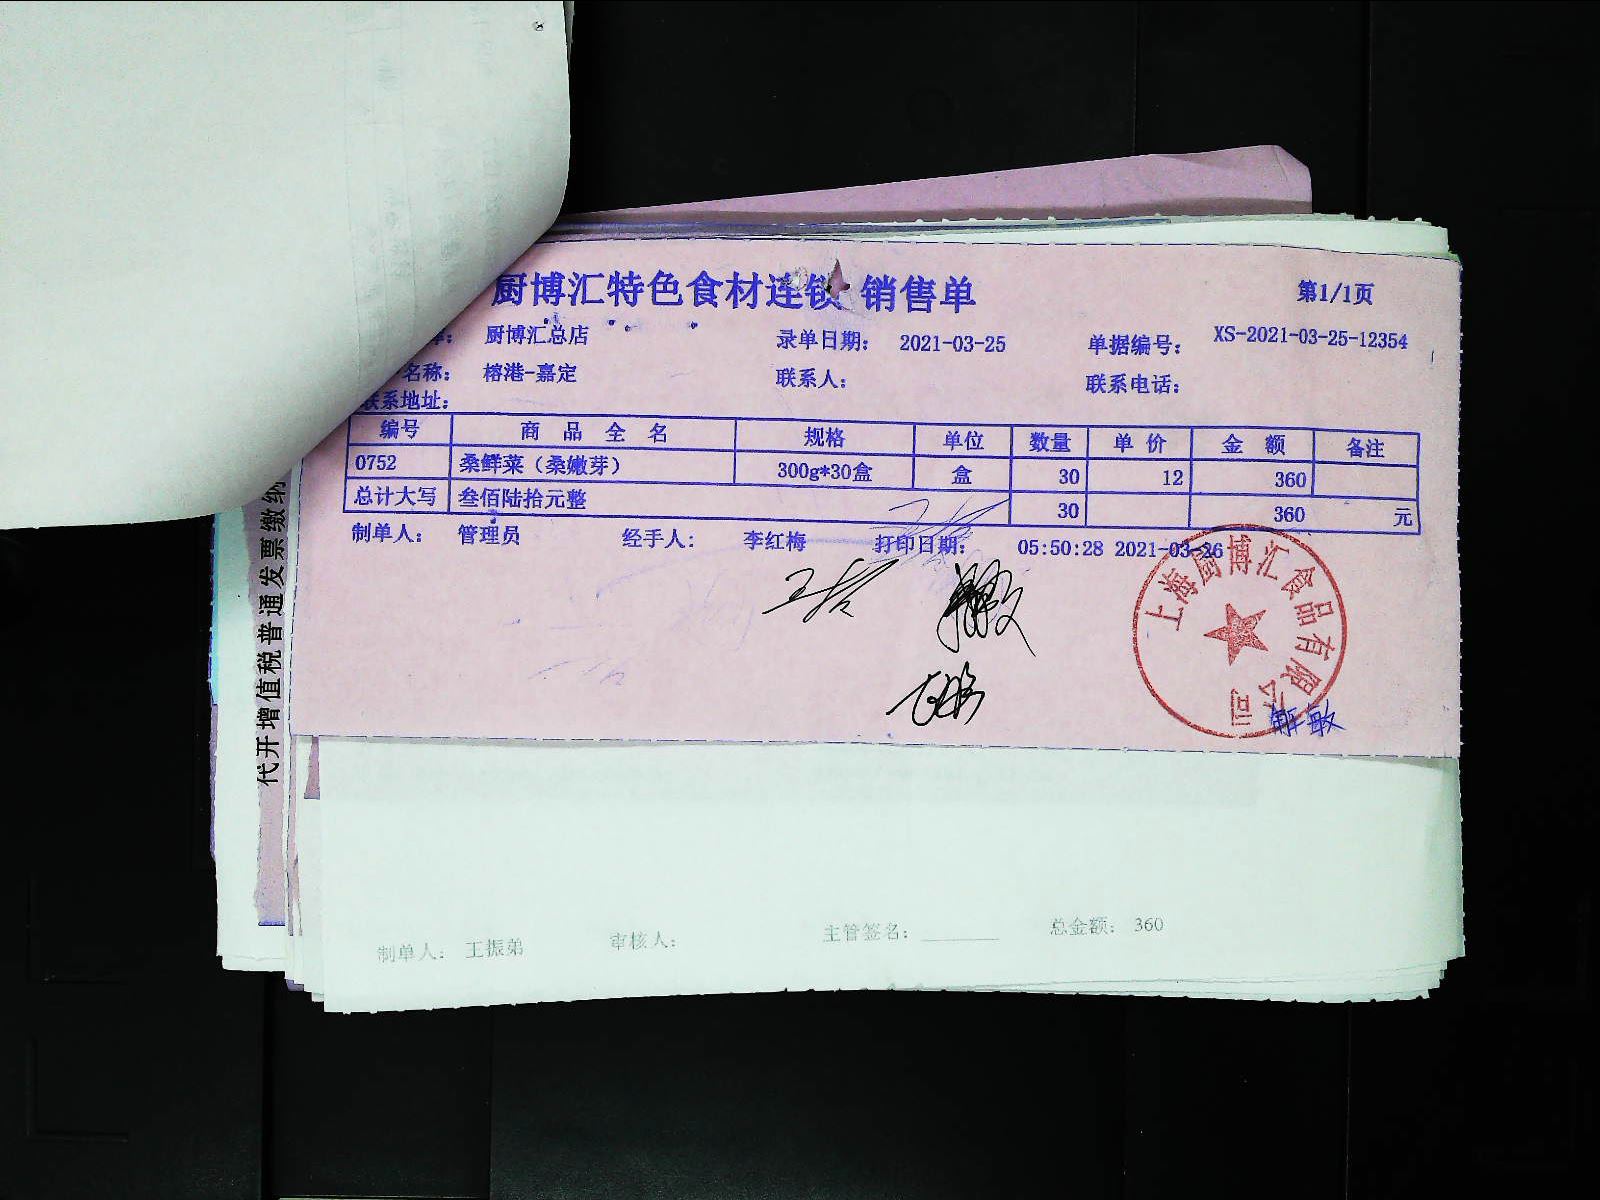 厨博汇特色食材连锁 销售单 第1/1页
厨博汇总店 录单日期： 2021-03-25 单据编号： XS-2021-03-25-12354
名称： 榕港-嘉定 联系人： 联系电话：
联系地址：
编号 商 品 全 名 规格 单位 数量 单 价 金 额 备注
0752 桑鲜菜（桑嫩芽） 300g*30盒 盒 30 12 360
总计大写 叁佰陆拾元整 30 360 元
制单人： 管理员 经手人： 李红梅 打印日期： 05:50:28 2021-03-26
上海厨博汇食品有限公司
代开增值税普通发票缴纳
制单人： 王振弟 审核人： 主管签名： ______ 总金额： 360